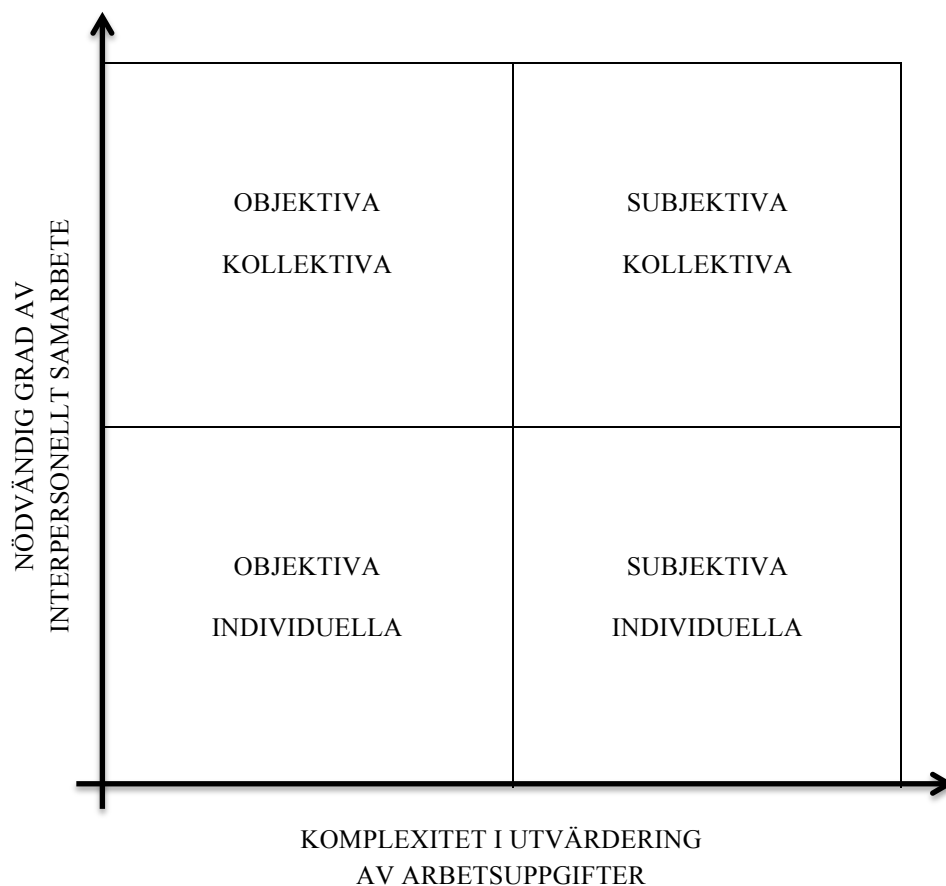 NÖDVÄNDIG GRAD AV
INTERPERSONELLT SAMARBETE
OBJEKTIVA
KOLLEKTIVA
SUBJEKTIVA
KOLLEKTIVA
OBJEKTIVA
INDIVIDUELLA
SUBJEKTIVA
INDIVIDUELLA
KOMPLEXITET I UTVÄRDERING
AV ARBETSUPPGIFTER